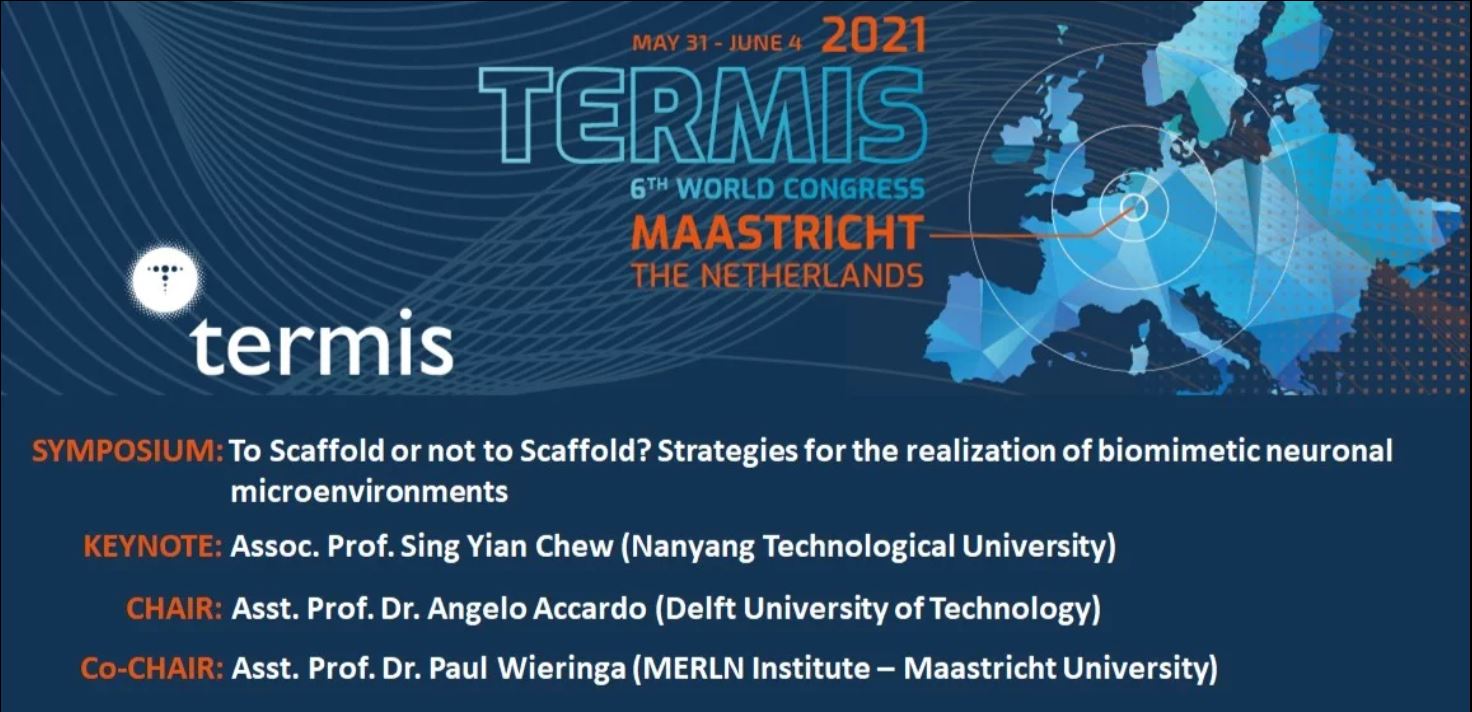 MAY 31 - JUNE 4 2021
TERMIS
6TH WORLD CONGRESS
MAASTRICHT
THE NETHERLANDS
termis
SYMPOSIUM: To Scaffold or not to Scaffold? Strategies for the realization of biomimetic neuronal
microenvironments
KEYNOTE: Assoc. Prof. Sing Yian Chew (Nanyang Technological University)
CHAIR: Asst. Prof. Dr. Angelo Accardo (Delft University of Technology)
Co-CHAIR: Asst. Prof. Dr. Paul Wieringa (MERLN Institute – Maastricht University)